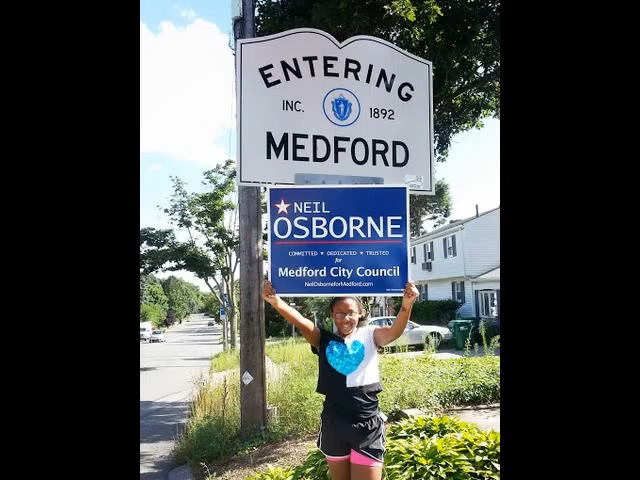 ENTERING
INC. 1892
MEDFORD
NEIL
OSBORNE
COMMITTED ★ DEDICATED ★ TRUSTED
for
Medford City Council
NeilOsborneforMedford.com